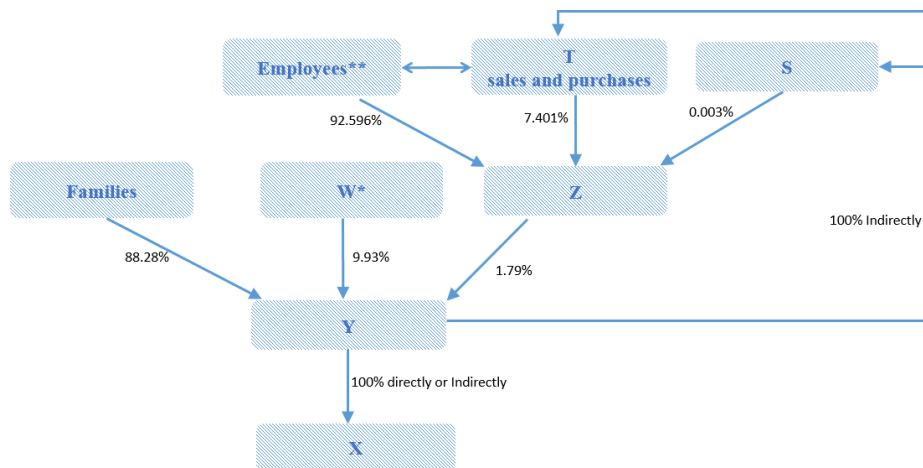 Employees**
T
sales and purchases
S
92.596%
7.401%
0.003%
Families
W*
Z
100% Indirectly
88.28%
9.93%
1.79%
Y
100% directly or Indirectly
X